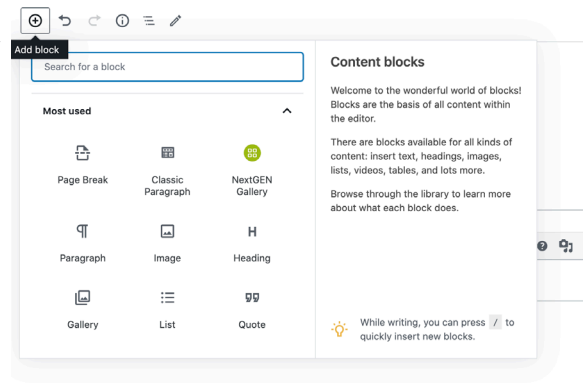 Add block
Search for a block
Most used
Page Break
Classic
Paragraph
NextGEN
Gallery
Paragraph
Image
Heading
Gallery
List
Quote
Content blocks
Welcome to the wonderful world of blocks!
Blocks are the basis of all content within
the editor.
There are blocks available for all kinds of
content: insert text, headings, images,
lists, videos, tables, and lots more.
Browse through the library to learn more
about what each block does.
While writing, you can press / to
quickly insert new blocks.